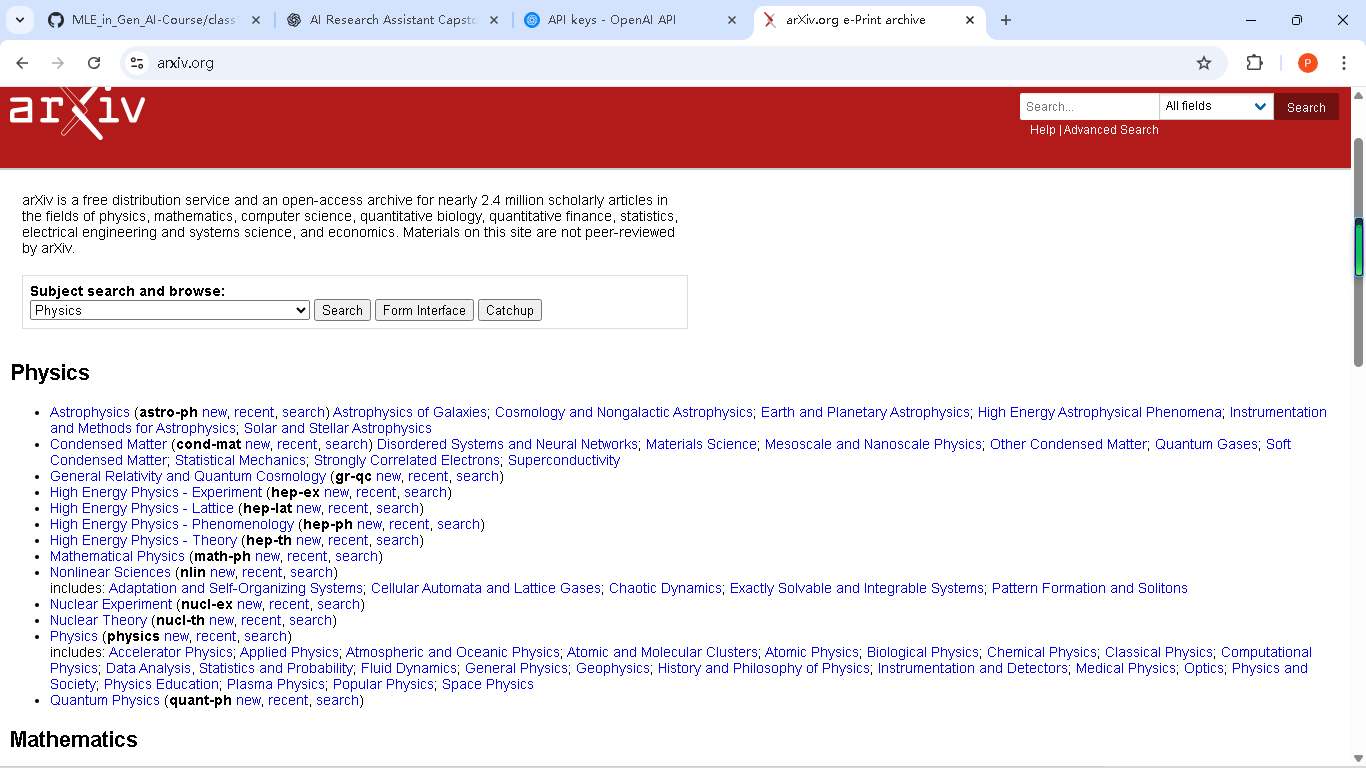 MLE_in_Gen_AI-Course/class
AI Research Assistant Capsto
API keys - OpenAI API
arXiv.org e-Print archive
arxiv.org
P
arXiv
Search...
All fields
Search
Help | Advanced Search
arXiv is a free distribution service and an open-access archive for nearly 2.4 million scholarly articles in
the fields of physics, mathematics, computer science, quantitative biology, quantitative finance, statistics,
electrical engineering and systems science, and economics. Materials on this site are not peer-reviewed
by arXiv.
Subject search and browse:
Physics Search Form Interface Catchup
Physics
Astrophysics (astro-ph new, recent, search) Astrophysics of Galaxies; Cosmology and Nongalactic Astrophysics; Earth and Planetary Astrophysics; High Energy Astrophysical Phenomena; Instrumentation
and Methods for Astrophysics; Solar and Stellar Astrophysics
Condensed Matter (cond-mat new, recent, search) Disordered Systems and Neural Networks; Materials Science; Mesoscale and Nanoscale Physics; Other Condensed Matter; Quantum Gases; Soft
Condensed Matter; Statistical Mechanics; Strongly Correlated Electrons; Superconductivity
General Relativity and Quantum Cosmology (gr-qc new, recent, search)
High Energy Physics - Experiment (hep-ex new, recent, search)
High Energy Physics - Lattice (hep-lat new, recent, search)
High Energy Physics - Phenomenology (hep-ph new, recent, search)
High Energy Physics - Theory (hep-th new, recent, search)
Mathematical Physics (math-ph new, recent, search)
Nonlinear Sciences (nlin new, recent, search)
includes: Adaptation and Self-Organizing Systems; Cellular Automata and Lattice Gases; Chaotic Dynamics; Exactly Solvable and Integrable Systems; Pattern Formation and Solitons
Nuclear Experiment (nucl-ex new, recent, search)
Nuclear Theory (nucl-th new, recent, search)
Physics (physics new, recent, search)
includes: Accelerator Physics; Applied Physics; Atmospheric and Oceanic Physics; Atomic and Molecular Clusters; Atomic Physics; Biological Physics; Chemical Physics; Classical Physics; Computational
Physics; Data Analysis, Statistics and Probability; Fluid Dynamics; General Physics; Geophysics; History and Philosophy of Physics; Instrumentation and Detectors; Medical Physics; Optics; Physics and
Society; Physics Education; Plasma Physics; Popular Physics; Space Physics
Quantum Physics (quant-ph new, recent, search)
Mathematics